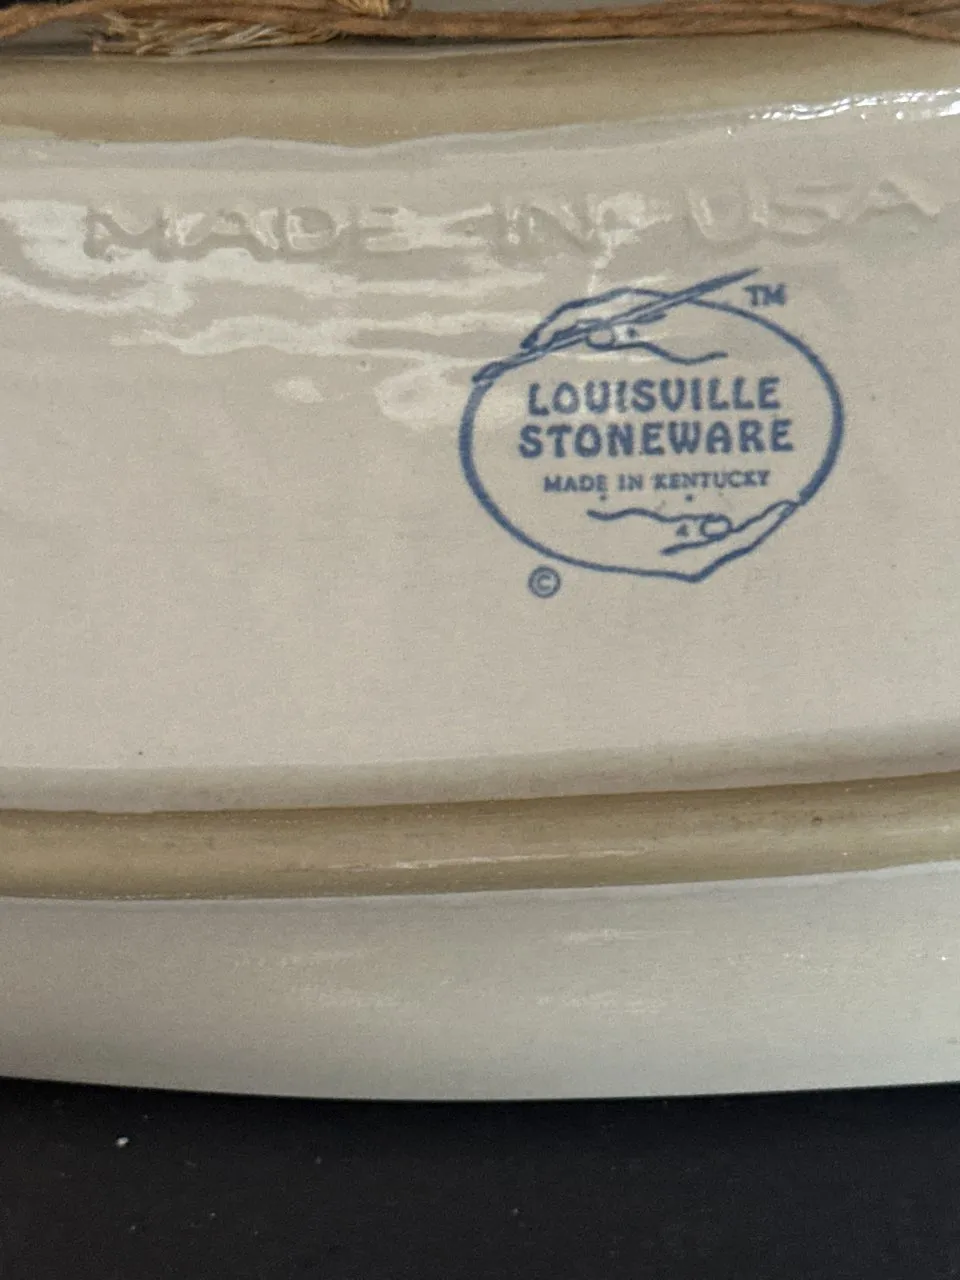 MADE IN USA
TM
LOUISVILLE
STONEWARE
MADE IN KENTUCKY
©